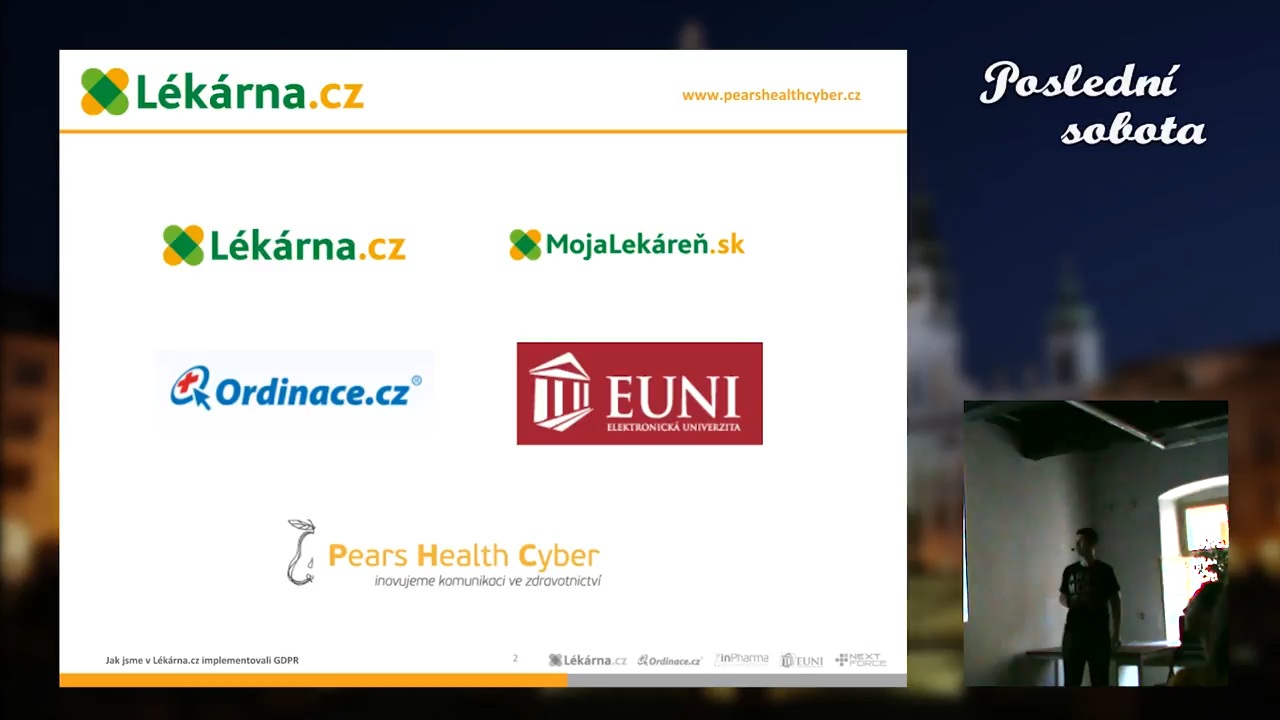 Lékárna.cz
www.pearshealthcyber.cz
Poslední
sobota
Lékárna.cz
MojaLekáreň.sk
Ordinace.cz®
EUNI
ELEKTRONICKÁ UNIVERZITA
Pears Health Cyber
inovujeme komunikaci ve zdravotnictví
Jak jsme v Lékárna.cz implementovali GDPR
2
Lékárna.cz
Ordinace.cz
inPharma
EUNI
NEXT
FORCE